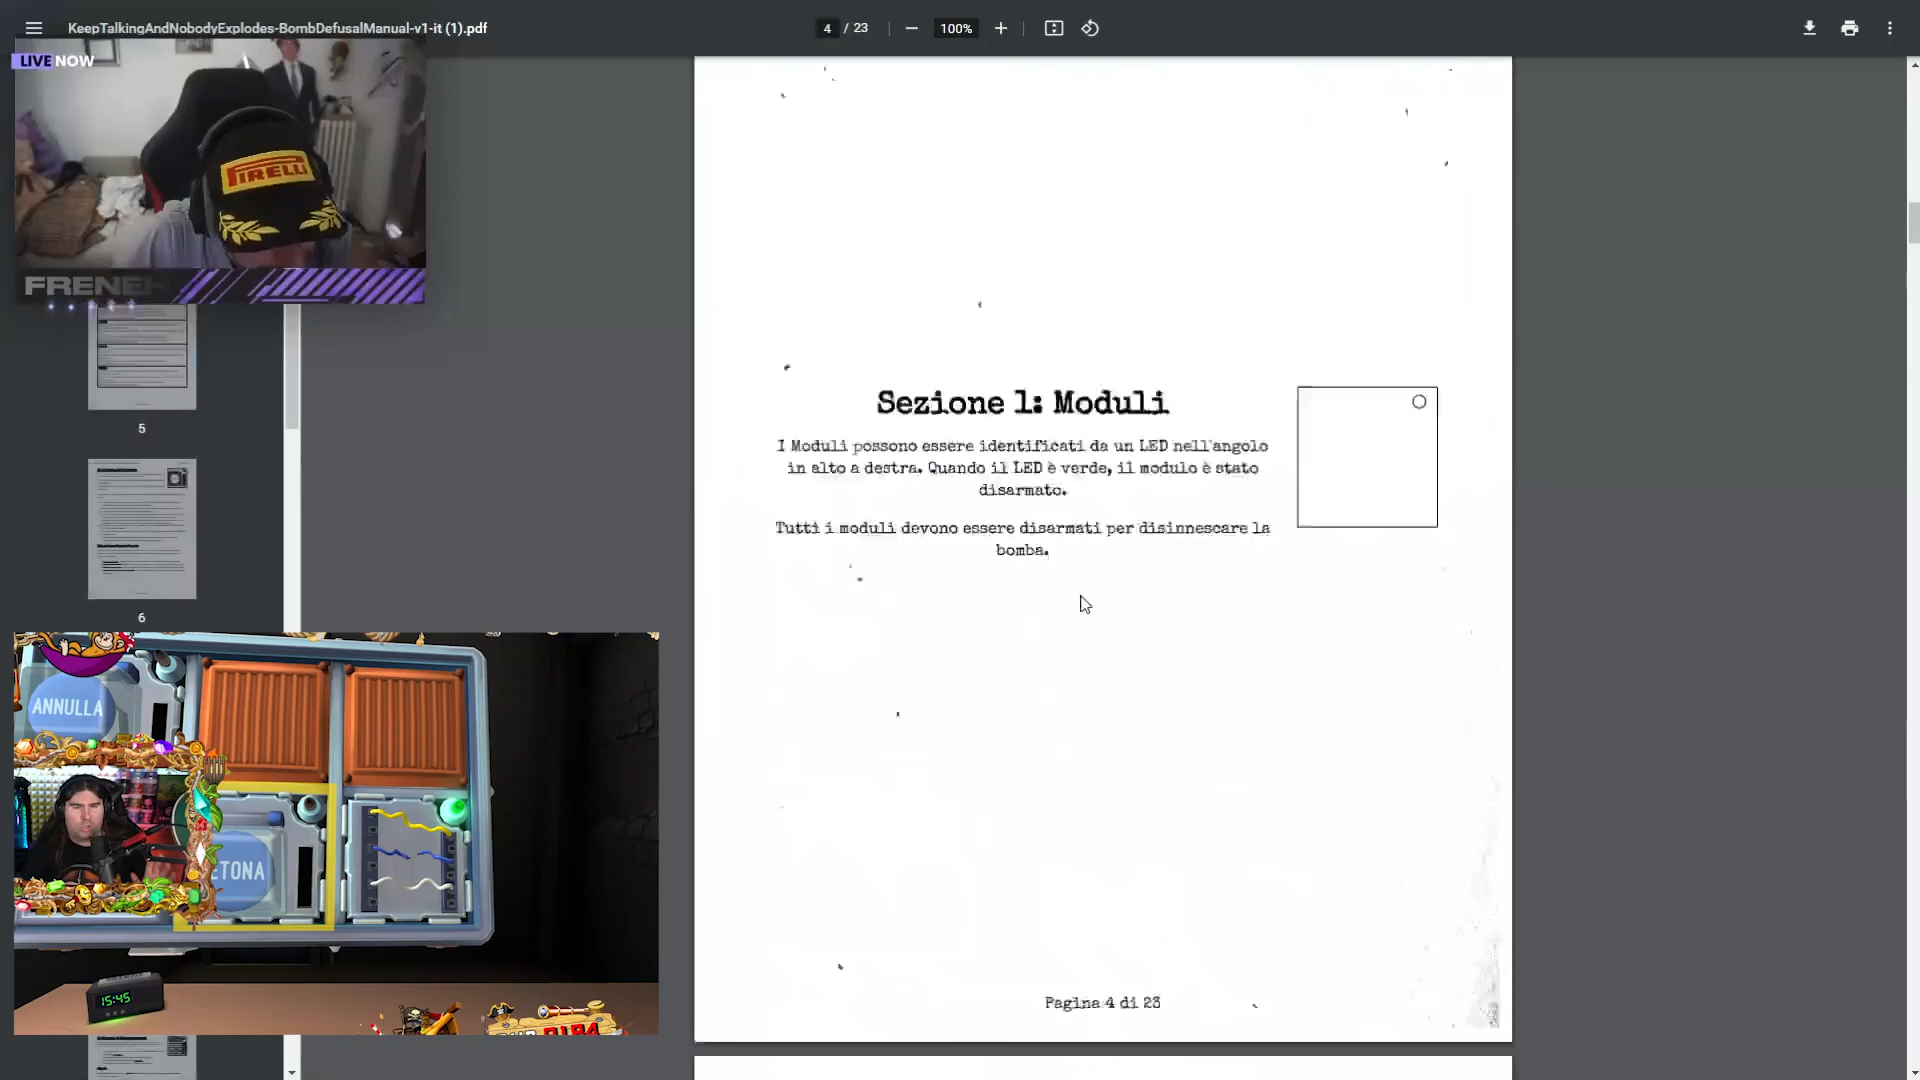 KeepTalkingAndNobodyExplodes-BombDefusalManual-v1-it (1).pdf
4 / 23
100%
LIVE NOW
PIRELLI
5
6
ANNULLA
ETONA
15:45
Sezione 1: Moduli
I Moduli possono essere identificati da un LED nell'angolo
in alto a destra. Quando il LED è verde, il modulo è stato
disarmato.
Tutti i moduli devono essere disarmati per disinnescare la
bomba.
Pagina 4 di 23